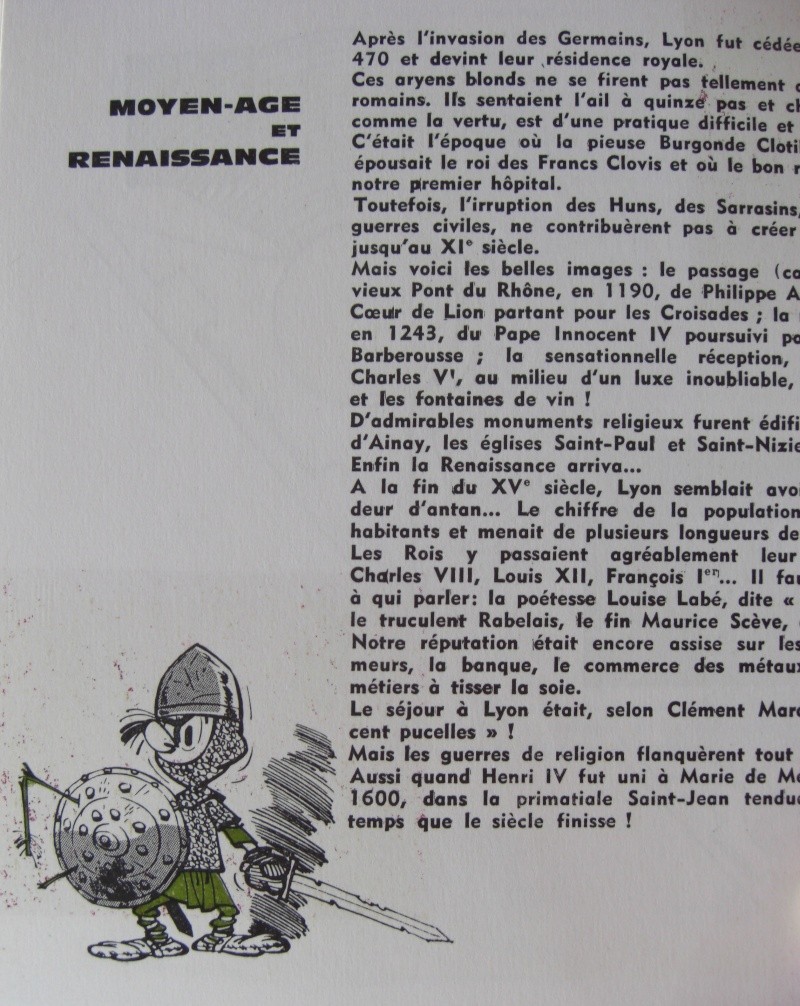 MOYEN-AGE
ET
RENAISSANCE
Après l'invasion des Germains, Lyon fut cédée
470 et devint leur résidence royale.
Ces aryens blonds ne se firent pas tellement
romains. Ils sentaient l'ail à quinze pas et
comme la vertu, est d'une pratique difficile et
C'était l'époque où la pieuse Burgonde
épousait le roi des Francs Clovis et où le bon
notre premier hôpital.
Toutefois, l'irruption des Huns, des Sarrasins,
guerres civiles, ne contribuèrent pas à créer
jusqu'au XIe siècle.
Mais voici les belles images : le passage
vieux Pont du Rhône, en 1190, de Philippe
Cœur de Lion partant pour les Croisades ; la
en 1243, du Pape Innocent IV poursuivi
Barberousse ; la sensationnelle réception,
Charles VI, au milieu d'un luxe inoubliable,
et les fontaines de vin !
D'admirables monuments religieux furent
d'Ainay, les églises Saint-Paul et
Enfin la Renaissance arriva...
A la fin du XVe siècle, Lyon semblait
deur d'antan... Le chiffre de la population
habitants et menait de plusieurs longueurs de
Les Rois y passaient agréablement leur
Charles VIII, Louis XII, François Ier... Il
à qui parler: la poétesse Louise Labé, dite «
le truculent Rabelais, le fin Maurice Scève,
Notre réputation était encore assise sur les
meurs, la banque, le commerce des métaux
métiers à tisser la soie.
Le séjour à Lyon était, selon Clément
cent pucelles » !
Mais les guerres de religion flanquèrent tout
Aussi quand Henri IV fut uni à Marie de
1600, dans la primatiale Saint-Jean
temps que le siècle finisse !